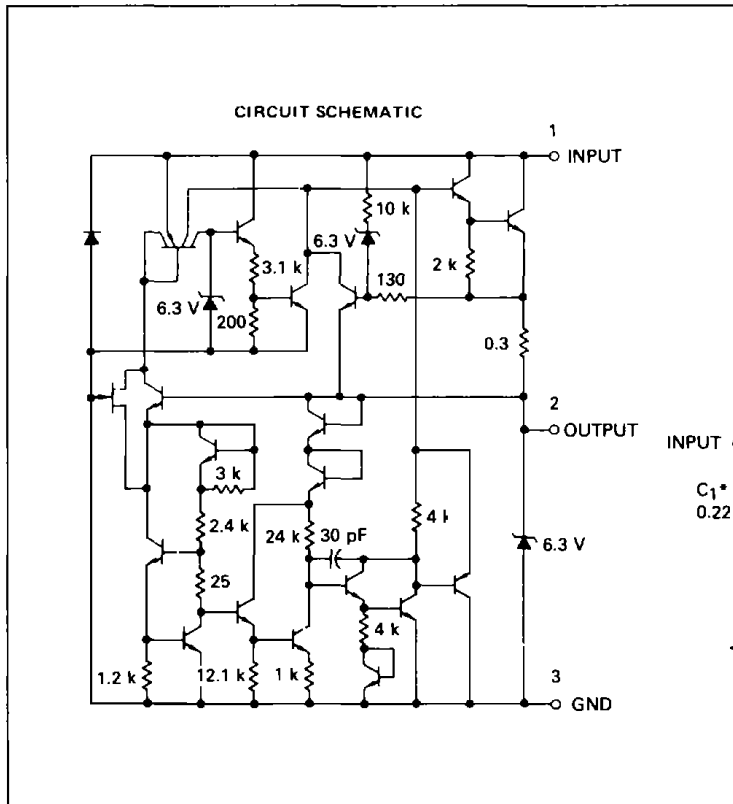 CIRCUIT SCHEMATIC
1
INPUT
10 k
6.3 V
2 k
3.1 k
130
6.3 V
200
0.3
2
OUTPUT
INPUT
3 k
C1*
0.22
2.4 k
24 k
30 pF
4 k
6.3 V
25
4 k
1.2 k
12.1 k
1 k
3
GND